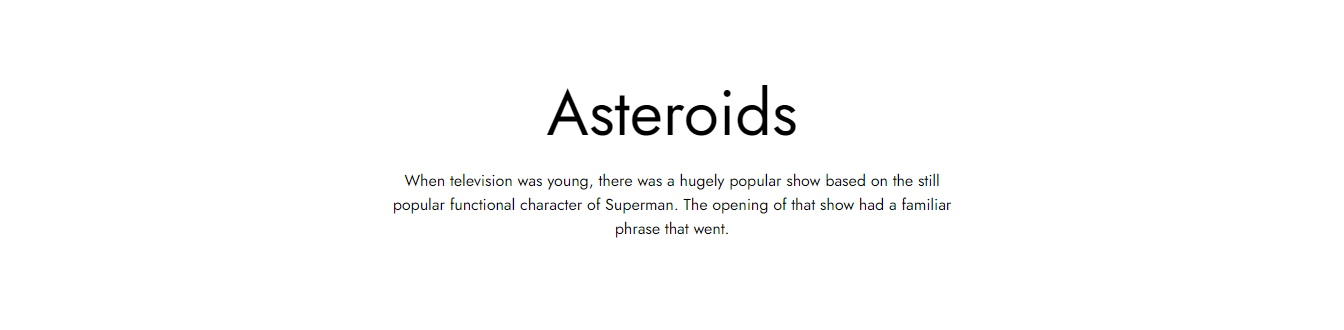 Asteroids
When television was young, there was a hugely popular show based on the still
popular functional character of Superman. The opening of that show had a familiar
phrase that went.